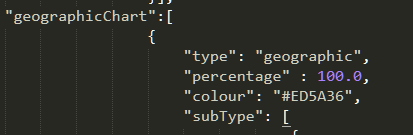 }]},
"geographicChart":[
{
"type": "geographic",
"percentage" : 100.0,
"colour": "#ED5A36",
"subType": [
{